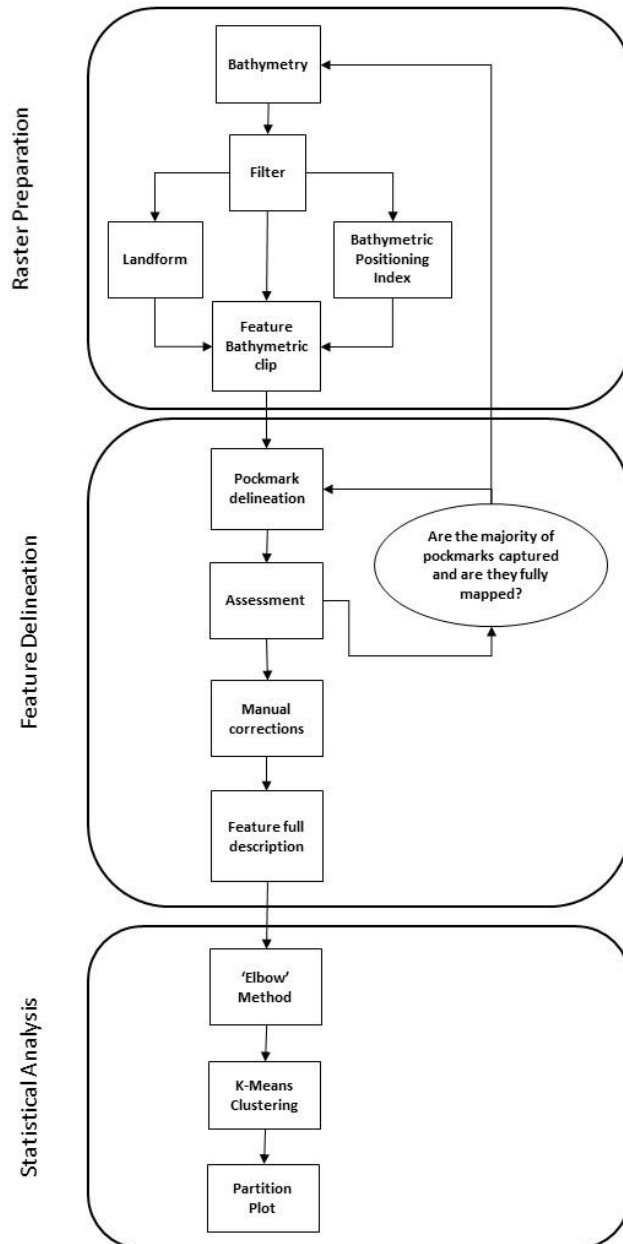 Raster Preparation
Bathymetry
Filter
Landform
Bathymetric
Positioning
Index
Feature
Bathymetric
clip
Feature Delineation
Pockmark
delineation
Are the majority of
pockmarks captured
and are they fully
mapped?
Assessment
Manual
corrections
Feature full
description
Statistical Analysis
‘Elbow’
Method
K-Means
Clustering
Partition
Plot